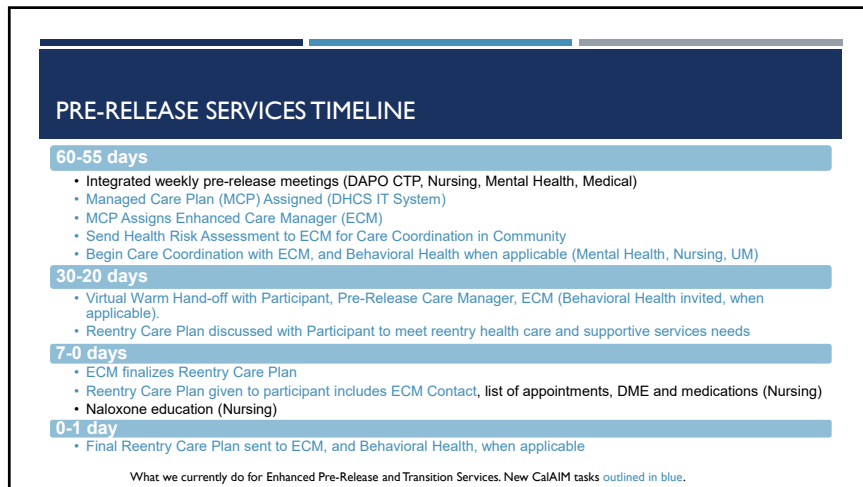 PRE-RELEASE SERVICES TIMELINE
60-55 days
• Integrated weekly pre-release meetings (DAPO CTP, Nursing, Mental Health, Medical)
• Managed Care Plan (MCP) Assigned (DHCS IT System)
• MCP Assigns Enhanced Care Manager (ECM)
• Send Health Risk Assessment to ECM for Care Coordination in Community
• Begin Care Coordination with ECM, and Behavioral Health when applicable (Mental Health, Nursing, UM)
30-20 days
• Virtual Warm Hand-off with Participant, Pre-Release Care Manager, ECM (Behavioral Health invited, when
applicable).
• Reentry Care Plan discussed with Participant to meet reentry health care and supportive services needs
7-0 days
• ECM finalizes Reentry Care Plan
• Reentry Care Plan given to participant includes ECM Contact, list of appointments, DME and medications (Nursing)
• Naloxone education (Nursing)
0-1 day
• Final Reentry Care Plan sent to ECM, and Behavioral Health, when applicable
What we currently do for Enhanced Pre-Release and Transition Services. New CalAIM tasks outlined in blue.